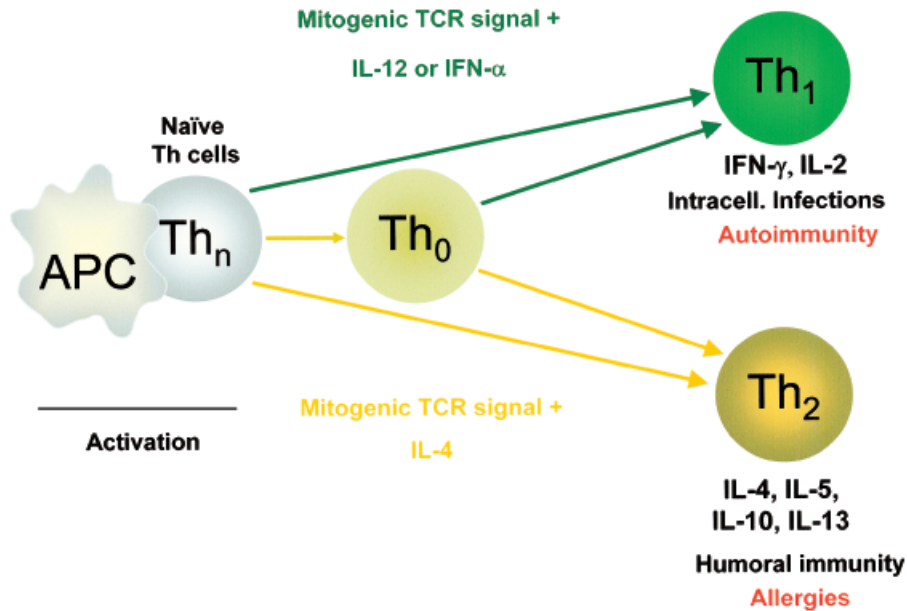 Mitogenic TCR signal +
IL-12 or IFN-α
Th₁
Naïve
Th cells
IFN-γ, IL-2
Intracell. Infections
Autoimmunity
APC
Thₙ
Th₀
Th₂
Mitogenic TCR signal +
IL-4
Activation
IL-4, IL-5,
IL-10, IL-13
Humoral immunity
Allergies